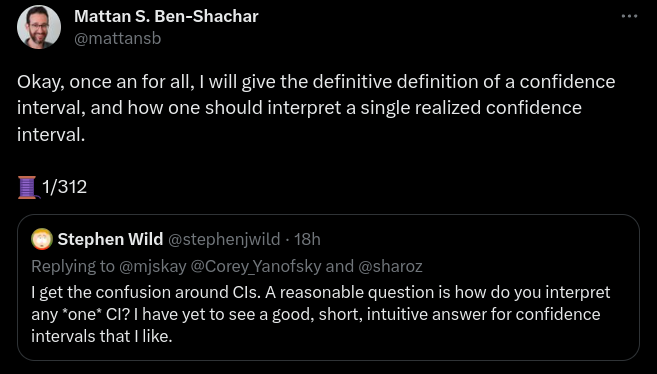 Mattan S. Ben-Shachar
@mattansb
Okay, once an for all, I will give the definitive definition of a confidence
interval, and how one should interpret a single realized confidence
interval.
🧵 1/312
Stephen Wild @stephenjwild · 18h
Replying to @mjskay @Corey_Yanofsky and @sharoz
I get the confusion around CIs. A reasonable question is how do you interpret
any *one* CI? I have yet to see a good, short, intuitive answer for confidence
intervals that I like.